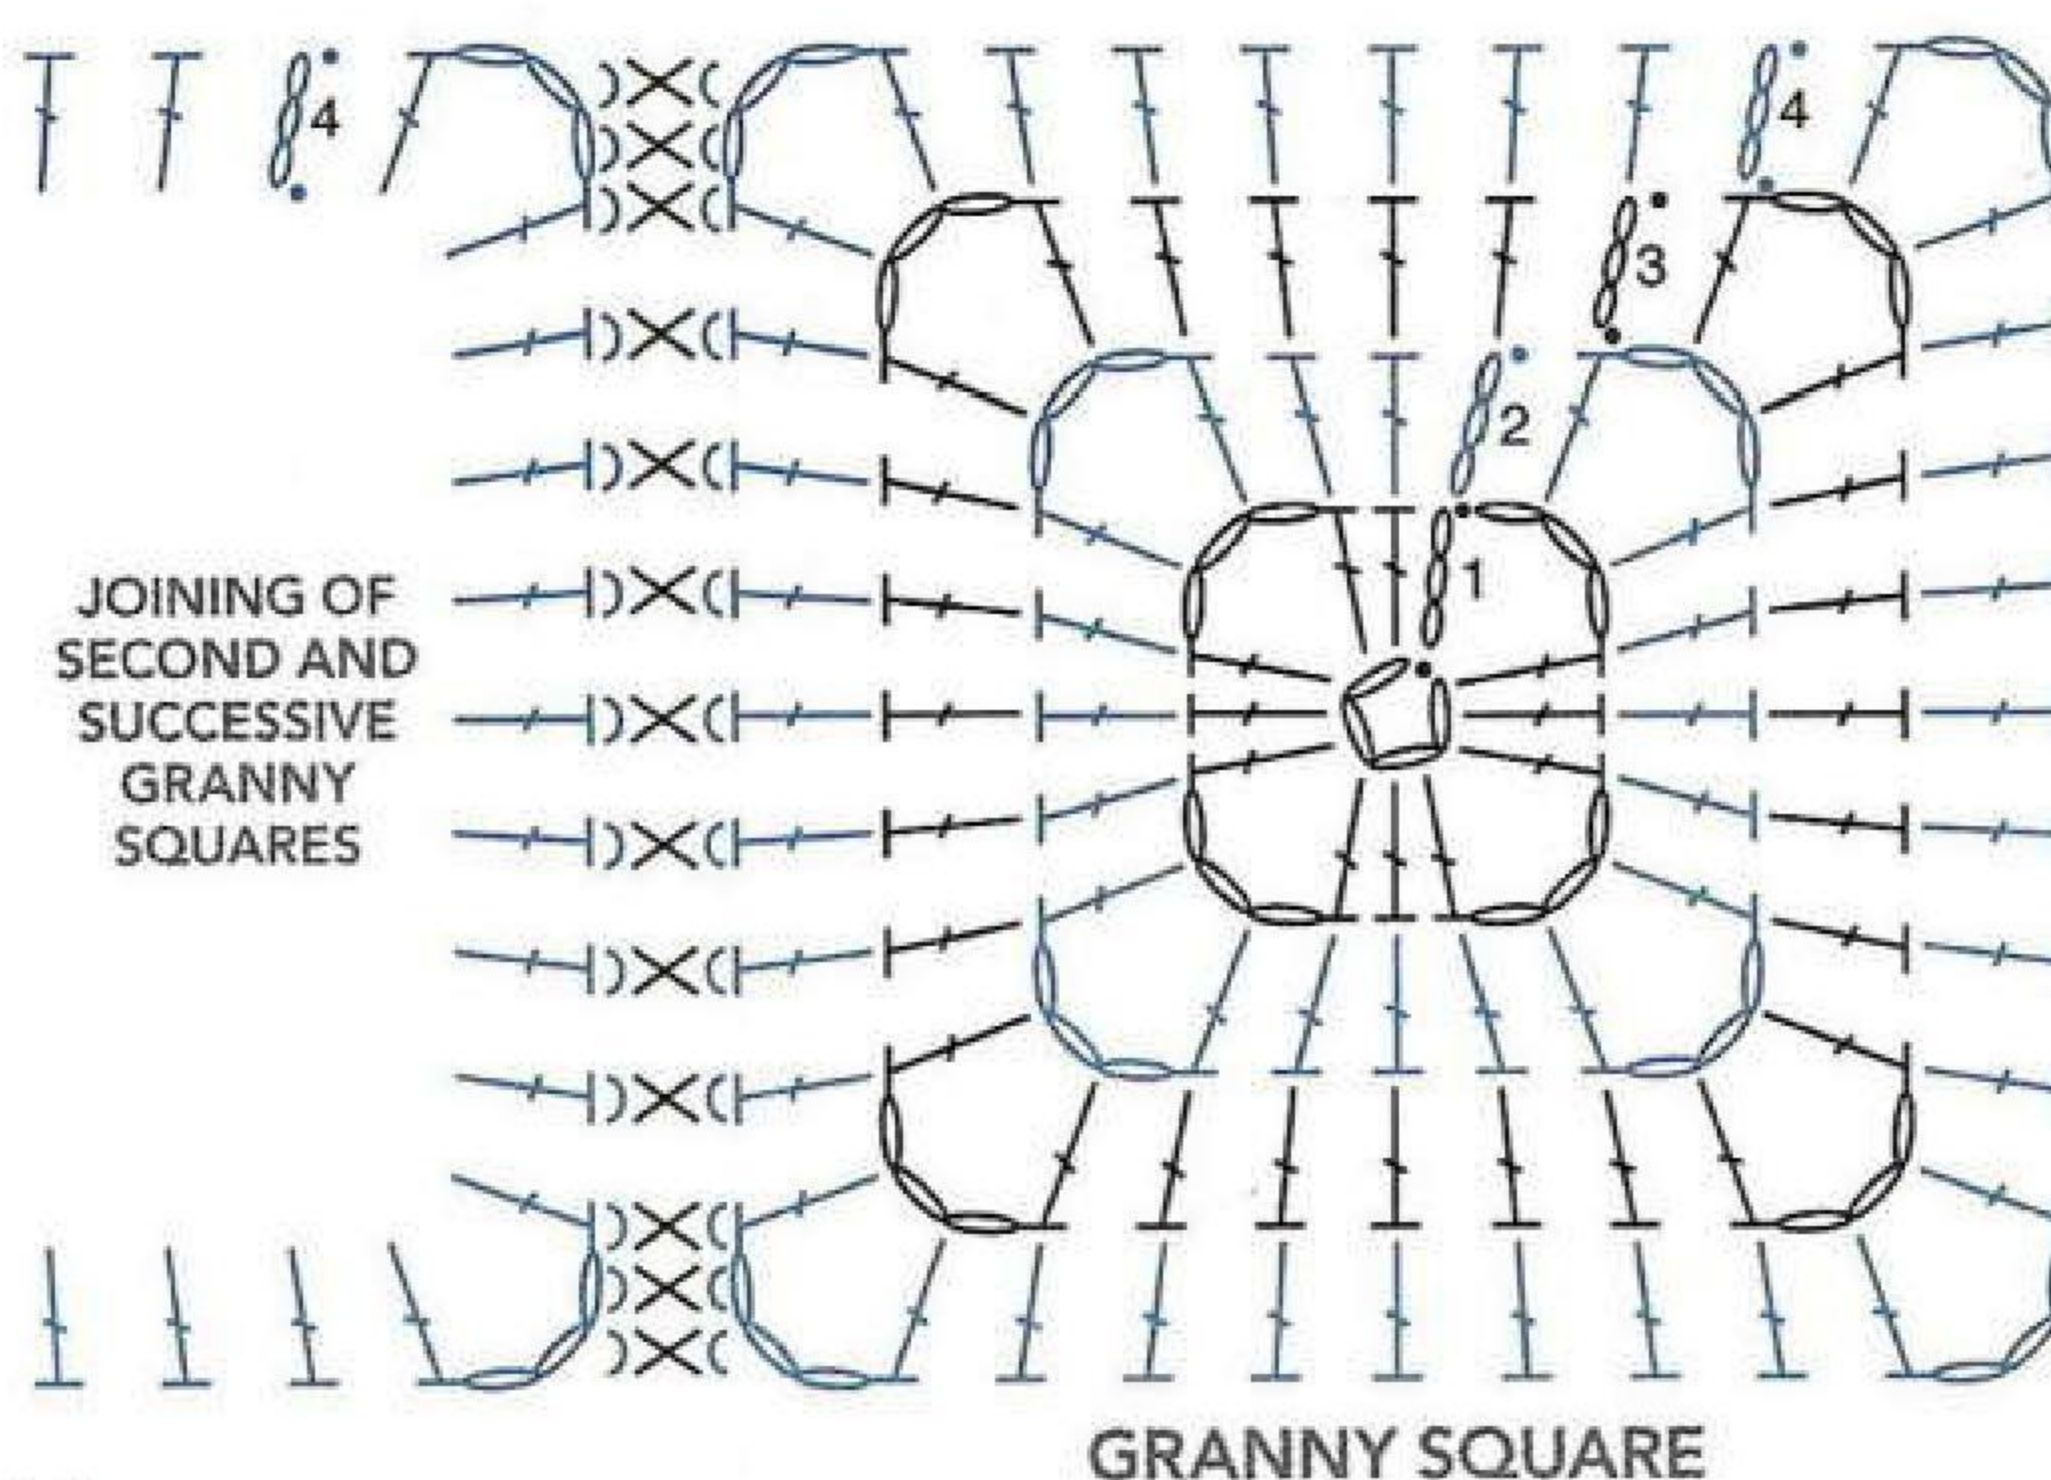 4
4
3
2
1
JOINING OF
SECOND AND
SUCCESSIVE
GRANNY
SQUARES
GRANNY SQUARE